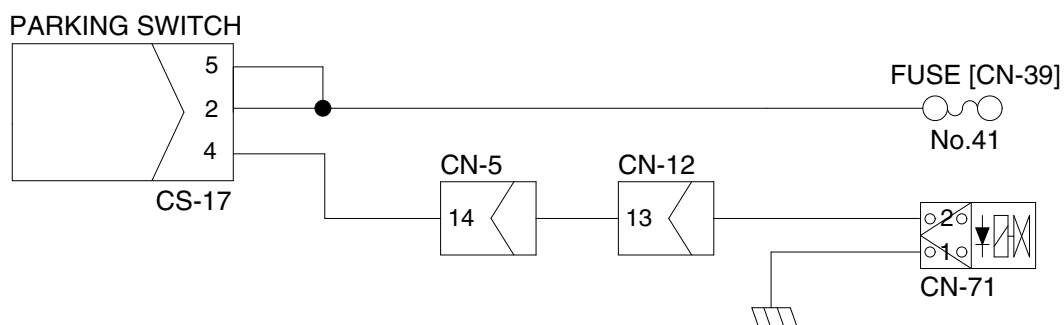 PARKING SWITCH
5
2
4
CS-17
FUSE [CN-39]
No.41
CN-5
14
CN-12
13
2
1
CN-71